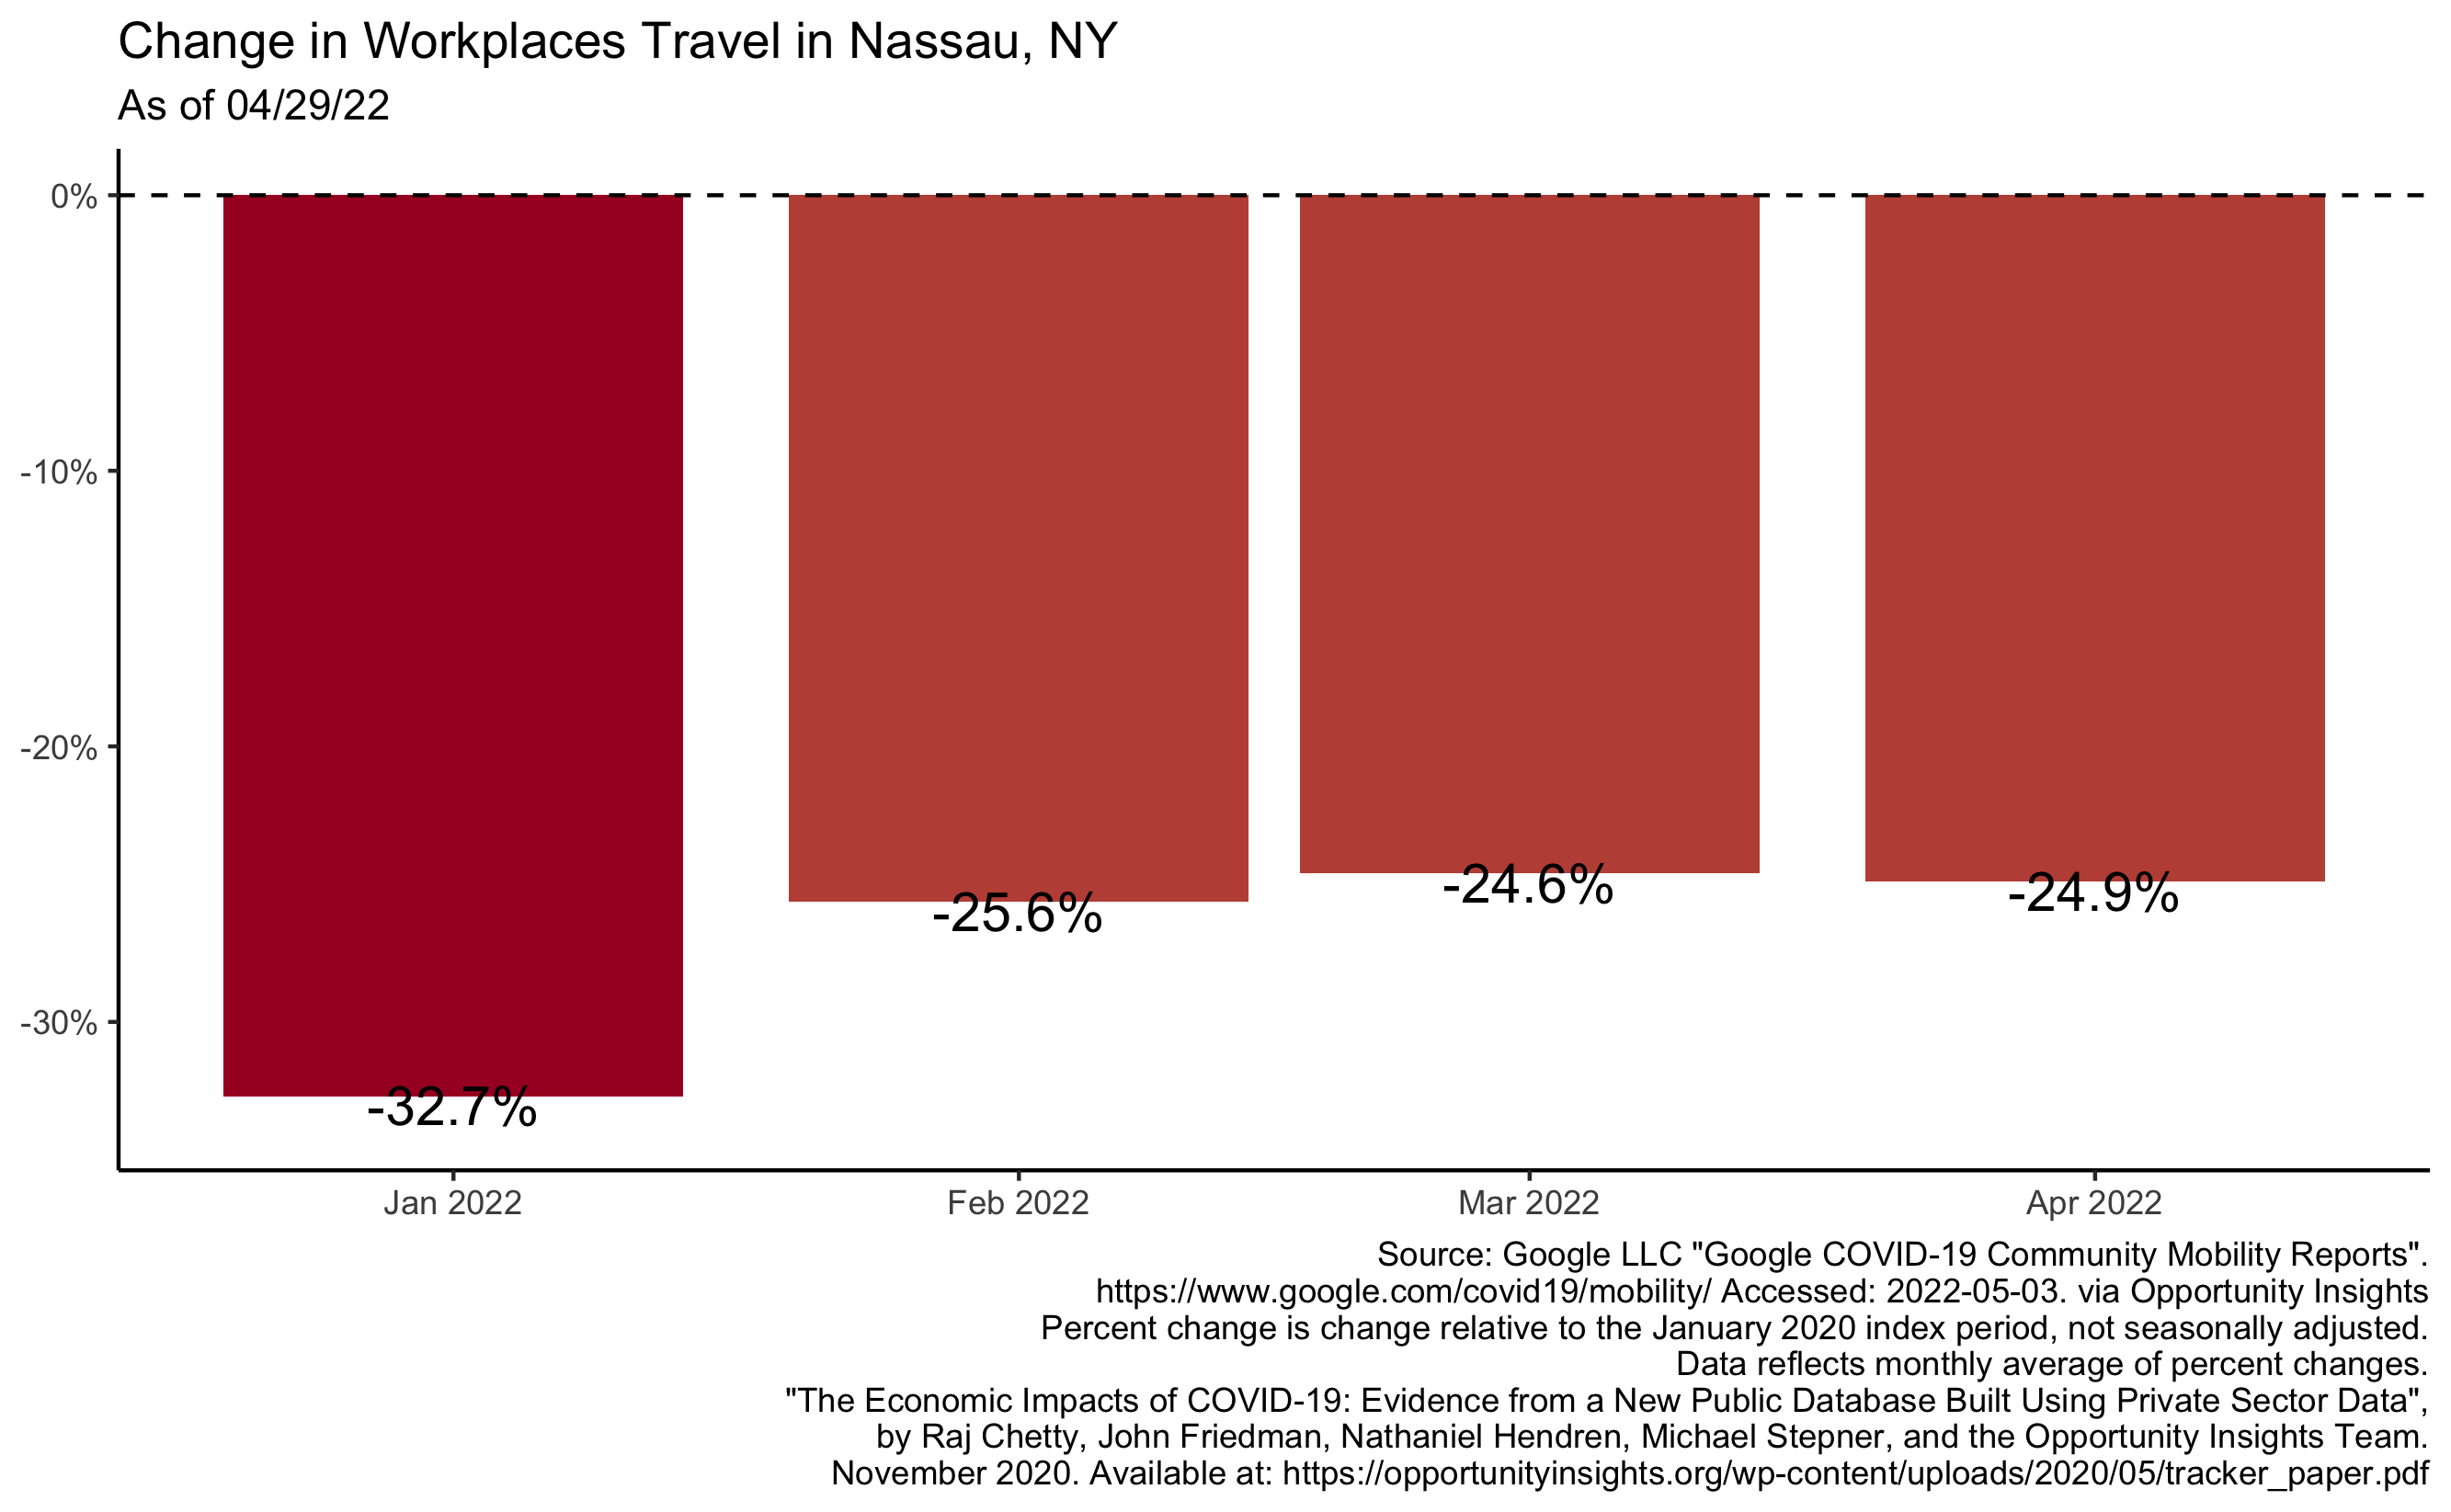 Change in Workplaces Travel in Nassau, NY
As of 04/29/22
0%
-10%
-20%
-30%
-32.7%
-25.6%
-24.6%
-24.9%
Jan 2022
Feb 2022
Mar 2022
Apr 2022
Source: Google LLC "Google COVID-19 Community Mobility Reports".
https://www.google.com/covid19/mobility/ Accessed: 2022-05-03. via Opportunity Insights
Percent change is change relative to the January 2020 index period, not seasonally adjusted.
Data reflects monthly average of percent changes.
"The Economic Impacts of COVID-19: Evidence from a New Public Database Built Using Private Sector Data",
by Raj Chetty, John Friedman, Nathaniel Hendren, Michael Stepner, and the Opportunity Insights Team.
November 2020. Available at: https://opportunityinsights.org/wp-content/uploads/2020/05/tracker_paper.pdf